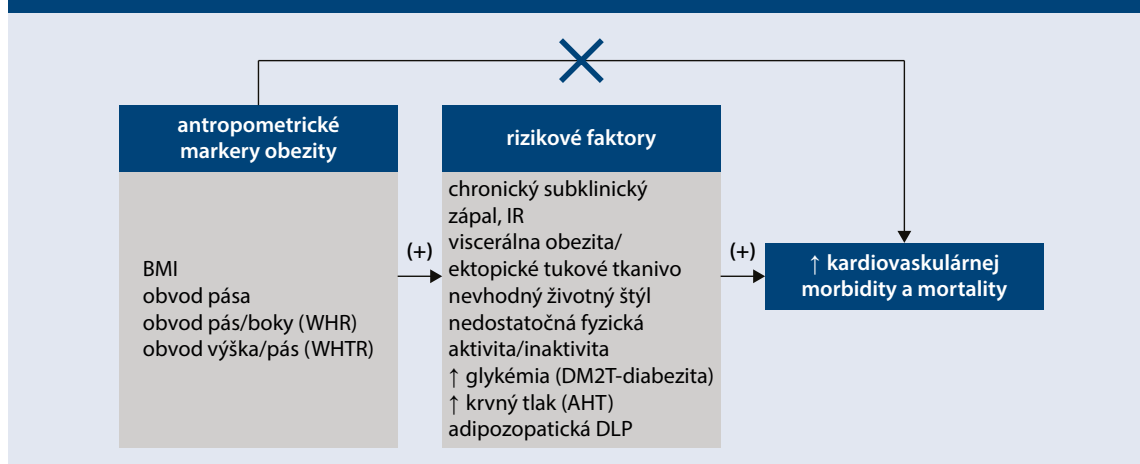 antropometrické
markery obezity
BMI
obvod pása
obvod pás/boky (WHR)
obvod výška/pás (WHTR)
(+)
rizikové faktory
chronický subklinický
zápal, IR
viscerálna obezita/
ektopické tukové tkanivo
nevhodný životný štýl
nedostatočná fyzická
aktivita/inaktivita
↑ glykémia (DM2T-diabezita)
↑ krvný tlak (AHT)
adipozopatická DLP
(+)
↑ kardiovaskulárnej
morbidity a mortality